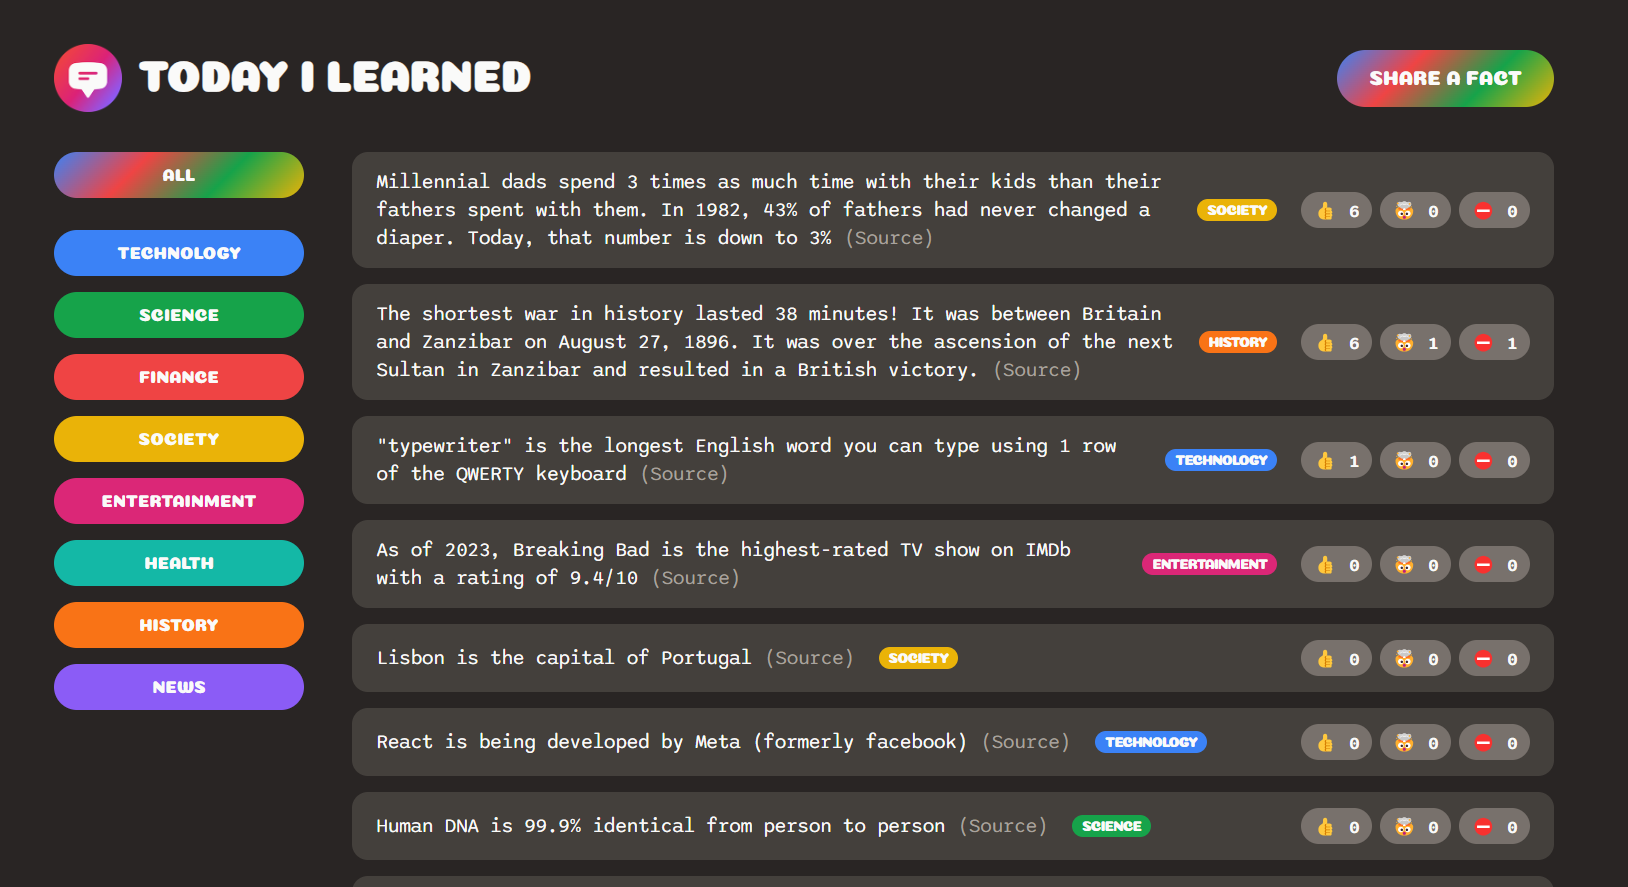 TODAY I LEARNED
SHARE A FACT
ALL
TECHNOLOGY
SCIENCE
FINANCE
SOCIETY
ENTERTAINMENT
HEALTH
HISTORY
NEWS
Millennial dads spend 3 times as much time with their kids than their
fathers spent with them. In 1982, 43% of fathers had never changed a
diaper. Today, that number is down to 3% (Source)
SOCIETY
👍 6 🤯 0 ⛔ 0
The shortest war in history lasted 38 minutes! It was between Britain
and Zanzibar on August 27, 1896. It was over the ascension of the next
Sultan in Zanzibar and resulted in a British victory. (Source)
HISTORY
👍 6 🤯 1 ⛔ 1
"typewriter" is the longest English word you can type using 1 row
of the QWERTY keyboard (Source)
TECHNOLOGY
👍 1 🤯 0 ⛔ 0
As of 2023, Breaking Bad is the highest-rated TV show on IMDb
with a rating of 9.4/10 (Source)
ENTERTAINMENT
👍 0 🤯 0 ⛔ 0
Lisbon is the capital of Portugal (Source) SOCIETY 👍 0 🤯 0 ⛔ 0
React is being developed by Meta (formerly facebook) (Source) TECHNOLOGY 👍 0 🤯 0 ⛔ 0
Human DNA is 99.9% identical from person to person (Source) SCIENCE 👍 0 🤯 0 ⛔ 0